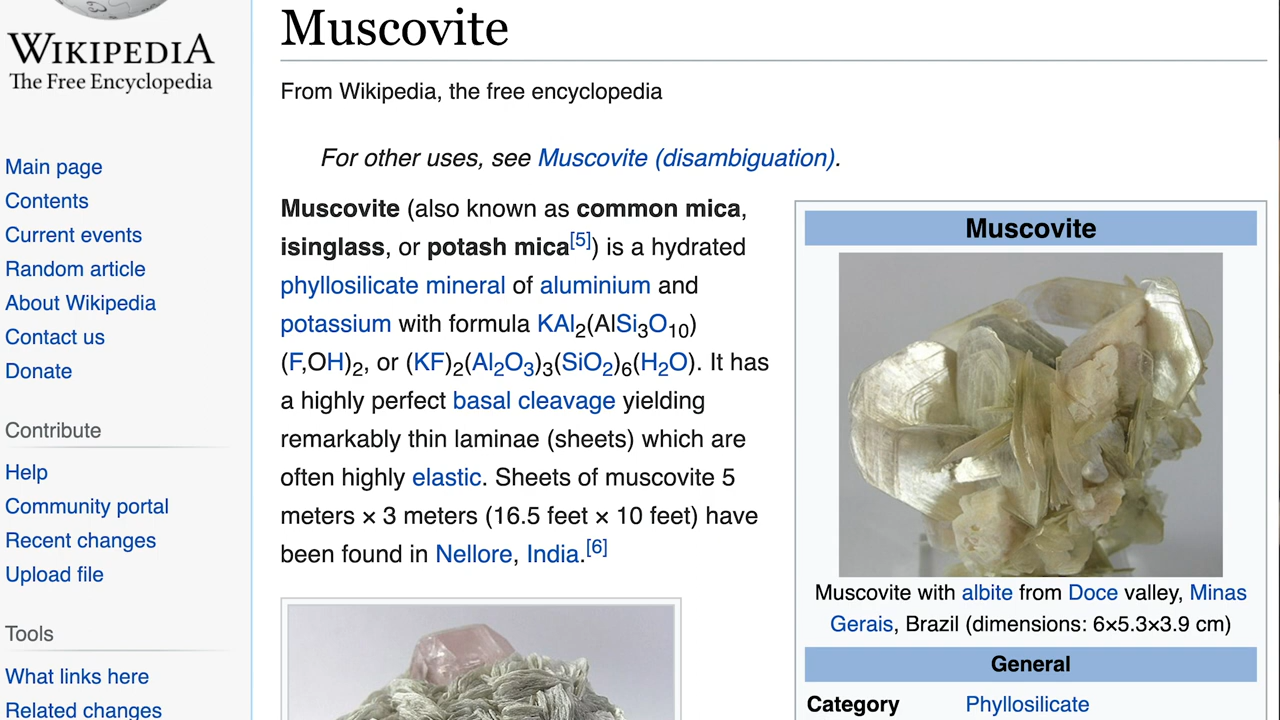 WIKIPEDIA
The Free Encyclopedia
Main page
Contents
Current events
Random article
About Wikipedia
Contact us
Donate
Contribute
Help
Community portal
Recent changes
Upload file
Tools
What links here
Related changes
Muscovite
From Wikipedia, the free encyclopedia
For other uses, see Muscovite (disambiguation).
Muscovite (also known as common mica,
isinglass, or potash mica[5]) is a hydrated
phyllosilicate mineral of aluminium and
potassium with formula KAl2(AlSi3O10)
(F,OH)2, or (KF)2(Al2O3)3(SiO2)6(H2O). It has
a highly perfect basal cleavage yielding
remarkably thin laminae (sheets) which are
often highly elastic. Sheets of muscovite 5
meters × 3 meters (16.5 feet × 10 feet) have
been found in Nellore, India.[6]
Muscovite
Muscovite with albite from Doce valley, Minas
Gerais, Brazil (dimensions: 6×5.3×3.9 cm)
General
Category Phyllosilicate